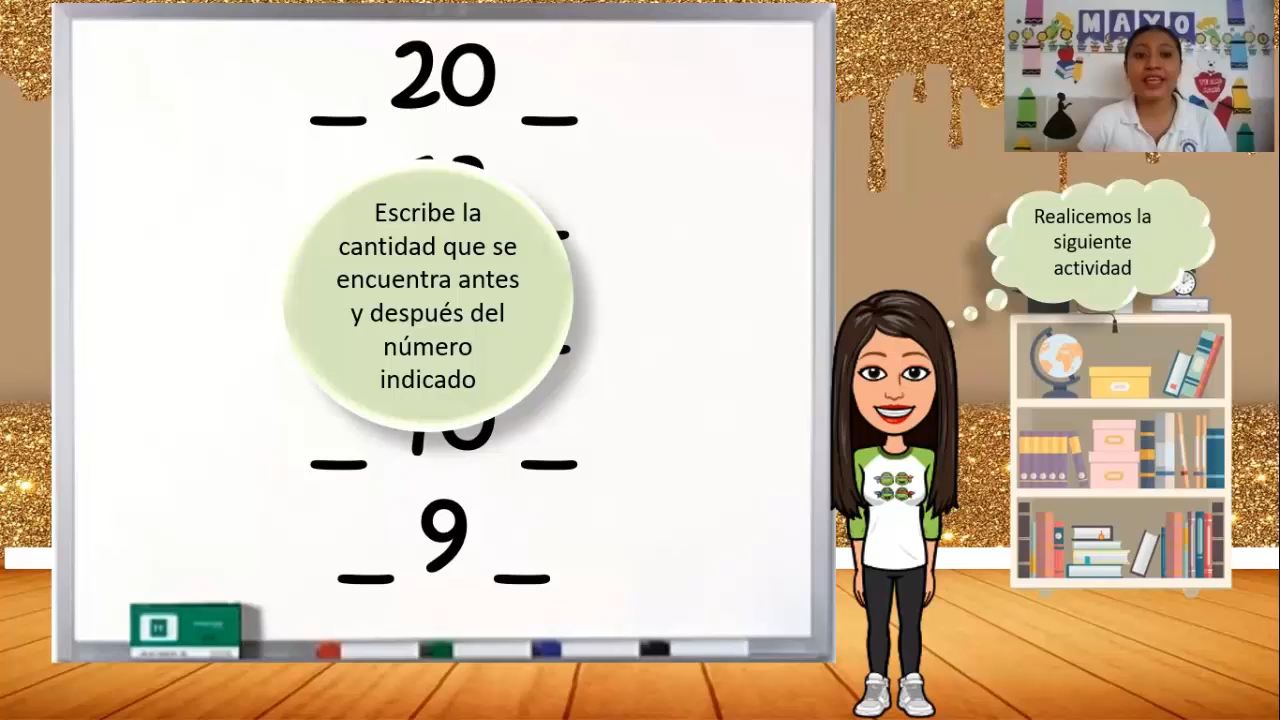 20
_ _
Escribe la
cantidad que se
encuentra antes
y después del
número
indicado
_ _
9
_ _
MAYO
Realicemos la
siguiente
actividad